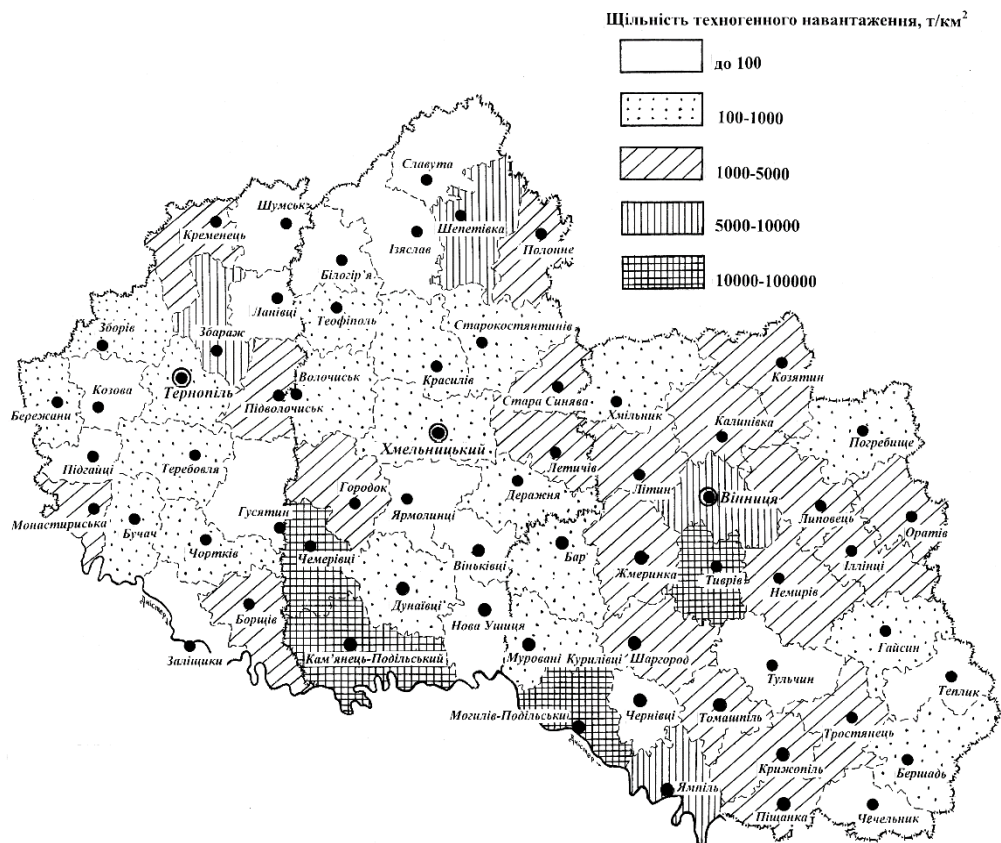 Щільність техногенного навантаження, т/км²
до 100
100-1000
1000-5000
5000-10000
10000-100000
Славута
Шумськ
Кременець
Шепетівка
Ізяслав
Полонне
Білогір'я
Ланівці
Теофіполь
Старокостянтинів
Зборів
Збараж
Козятин
Красилів
Козова
Тернопіль
Волочиськ
Підволочиськ
Стара Синява
Хмільник
Бережани
Калинівка
Погребище
Хмельницький
Підгайці
Теребовля
Летичів
Літин
Вінниця
Городок
Деражня
Ярмолинці
Монастириська
Бучач
Гусятин
Липовець
Оратів
Чортків
Чемерівці
Віньківці
Бар
Жмеринка
Тиврів
Іллінці
Немирів
Дністер
Борщів
Дунаївці
Нова Ушиця
Заліщики
Кам'янець-Подільський
Муровані Курилівці
Шаргород
Гайсин
Тульчин
Теплик
Могилів-Подільський
Чернівці
Томашпіль
Тростянець
Дністер
Крижопіль
Бершадь
Ямпіль
Піщанка
Чечельник